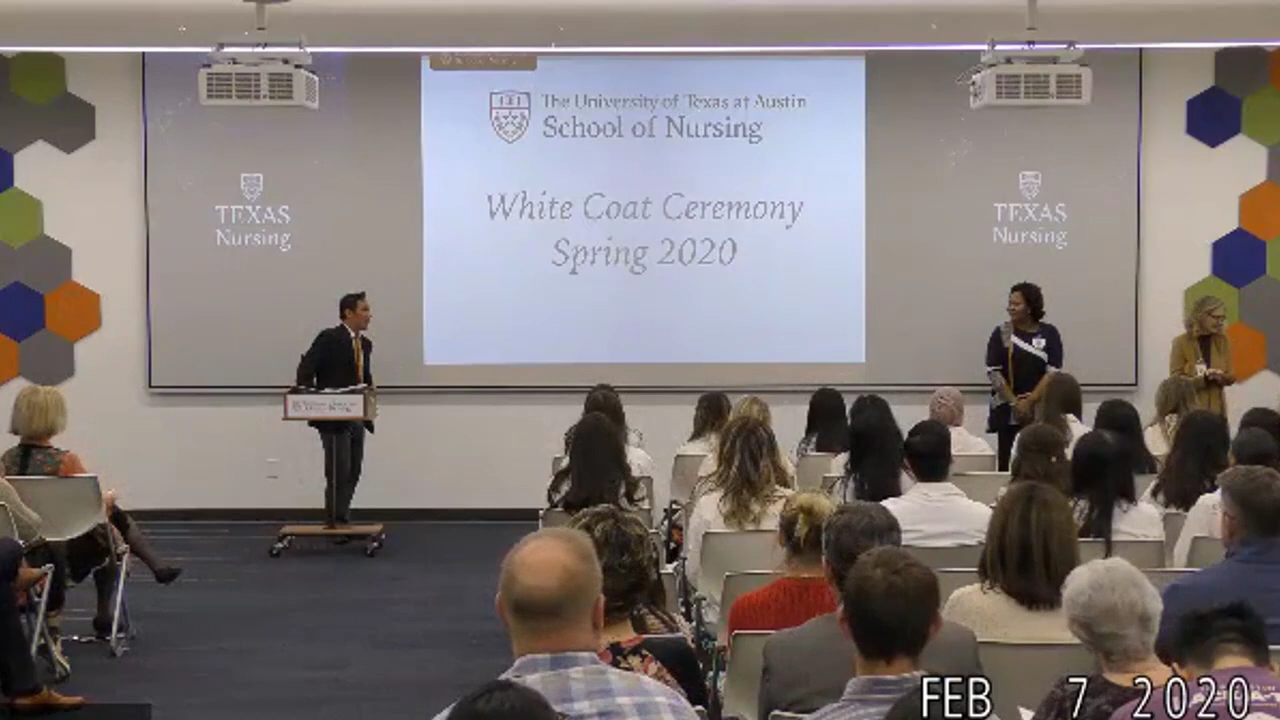 The University of Texas at Austin
School of Nursing
White Coat Ceremony
Spring 2020
TEXAS
Nursing
TEXAS
Nursing
FEB 7 2020